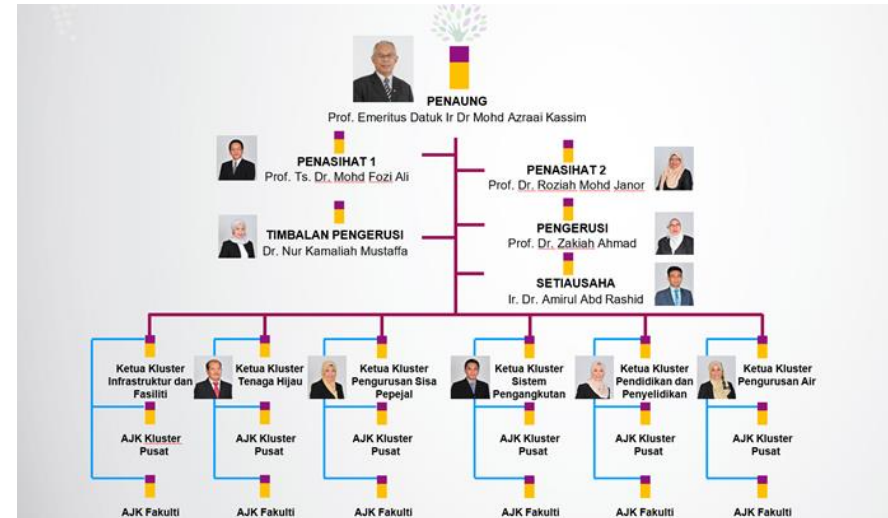 PENAUNG
Prof. Emeritus Datuk Ir Dr Mohd Azraai Kassim
PENASIHAT 1
Prof. Ts. Dr. Mohd Fozi Ali
PENASIHAT 2
Prof. Dr. Roziah Mohd Janor
TIMBALAN PENGERUSI
Dr. Nur Kamaliah Mustaffa
PENGERUSI
Prof. Dr. Zakiah Ahmad
SETIAUSAHA
Ir. Dr. Amirul Abd Rashid
Ketua Kluster
Infrastruktur dan
Fasiliti
Ketua Kluster
Tenaga Hijau
Ketua Kluster
Pengurusan Sisa
Pepejal
Ketua Kluster
Sistem
Pengangkutan
Ketua Kluster
Pendidikan dan
Penyelidikan
Ketua Kluster
Pengurusan Air
AJK Kluster
Pusat
AJK Kluster
Pusat
AJK Kluster
Pusat
AJK Kluster
Pusat
AJK Kluster
Pusat
AJK Kluster
Pusat
AJK Fakulti
AJK Fakulti
AJK Fakulti
AJK Fakulti
AJK Fakulti
AJK Fakulti